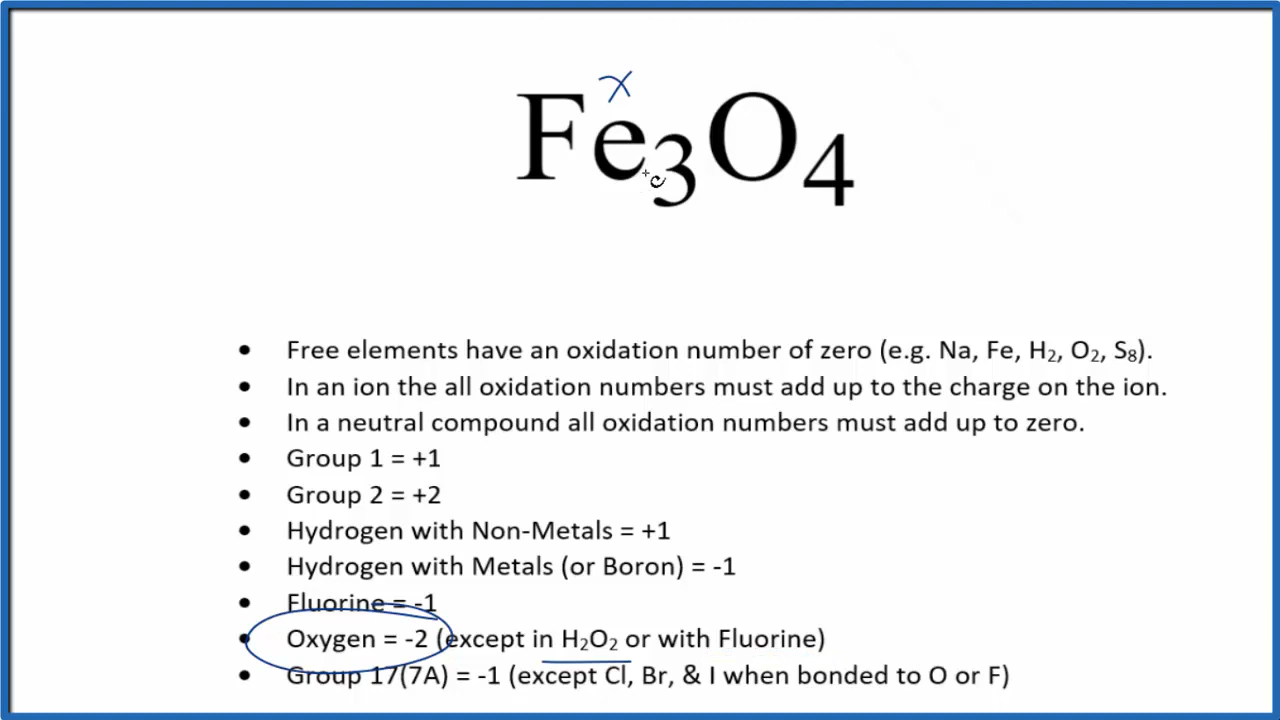 x
Fe₃O₄
• Free elements have an oxidation number of zero (e.g. Na, Fe, H₂, O₂, S₈).
• In an ion the all oxidation numbers must add up to the charge on the ion.
• In a neutral compound all oxidation numbers must add up to zero.
• Group 1 = +1
• Group 2 = +2
• Hydrogen with Non-Metals = +1
• Hydrogen with Metals (or Boron) = -1
• Fluorine = -1
• Oxygen = -2 (except in H₂O₂ or with Fluorine)
• Group 17(7A) = -1 (except Cl, Br, & I when bonded to O or F)